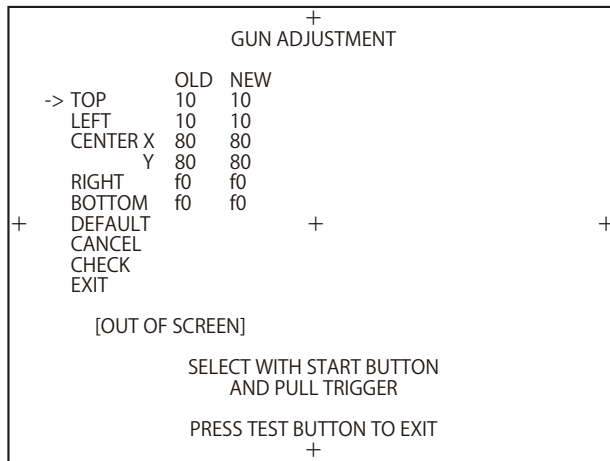 GUN ADJUSTMENT
OLD NEW
-> TOP 10 10
LEFT 10 10
CENTER X 80 80
Y 80 80
RIGHT f0 f0
BOTTOM f0 f0
DEFAULT
CANCEL
CHECK
EXIT
[OUT OF SCREEN]
SELECT WITH START BUTTON
AND PULL TRIGGER
PRESS TEST BUTTON TO EXIT